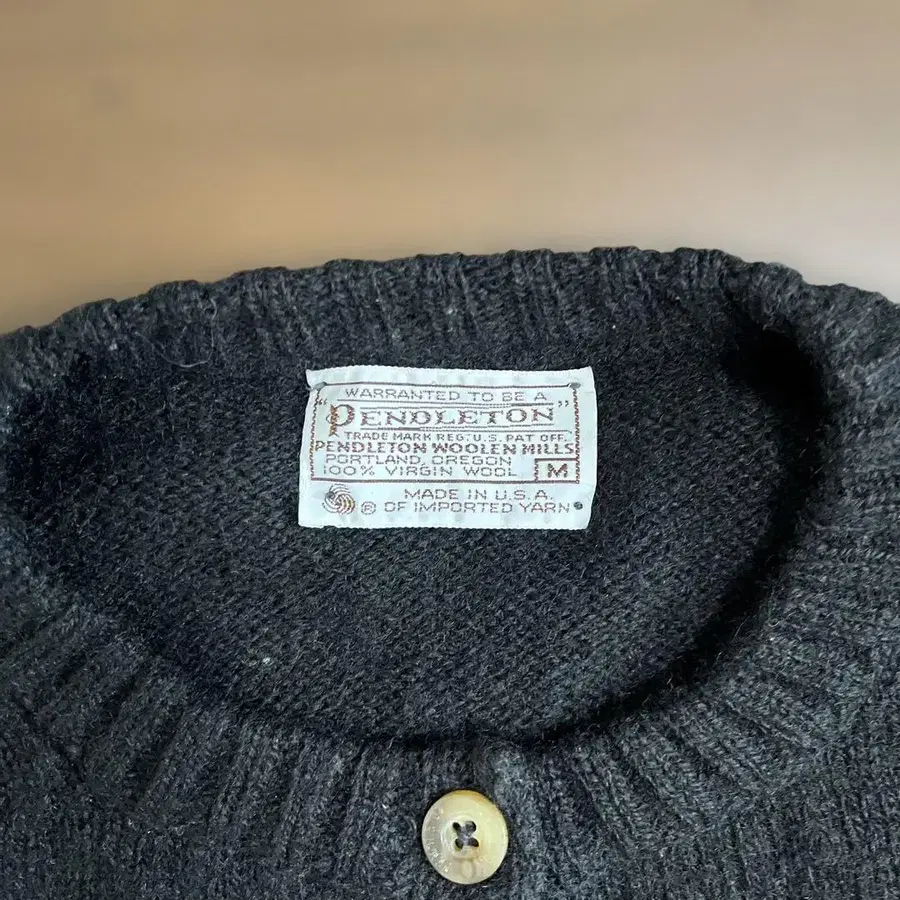 WARRANTED TO BE A
"PENDLETON"
TRADE MARK REG. U.S. PAT OFF.
PENDLETON WOOLEN MILLS
PORTLAND, OREGON
100% VIRGIN WOOL M
MADE IN U.S.A.
® OF IMPORTED YARN